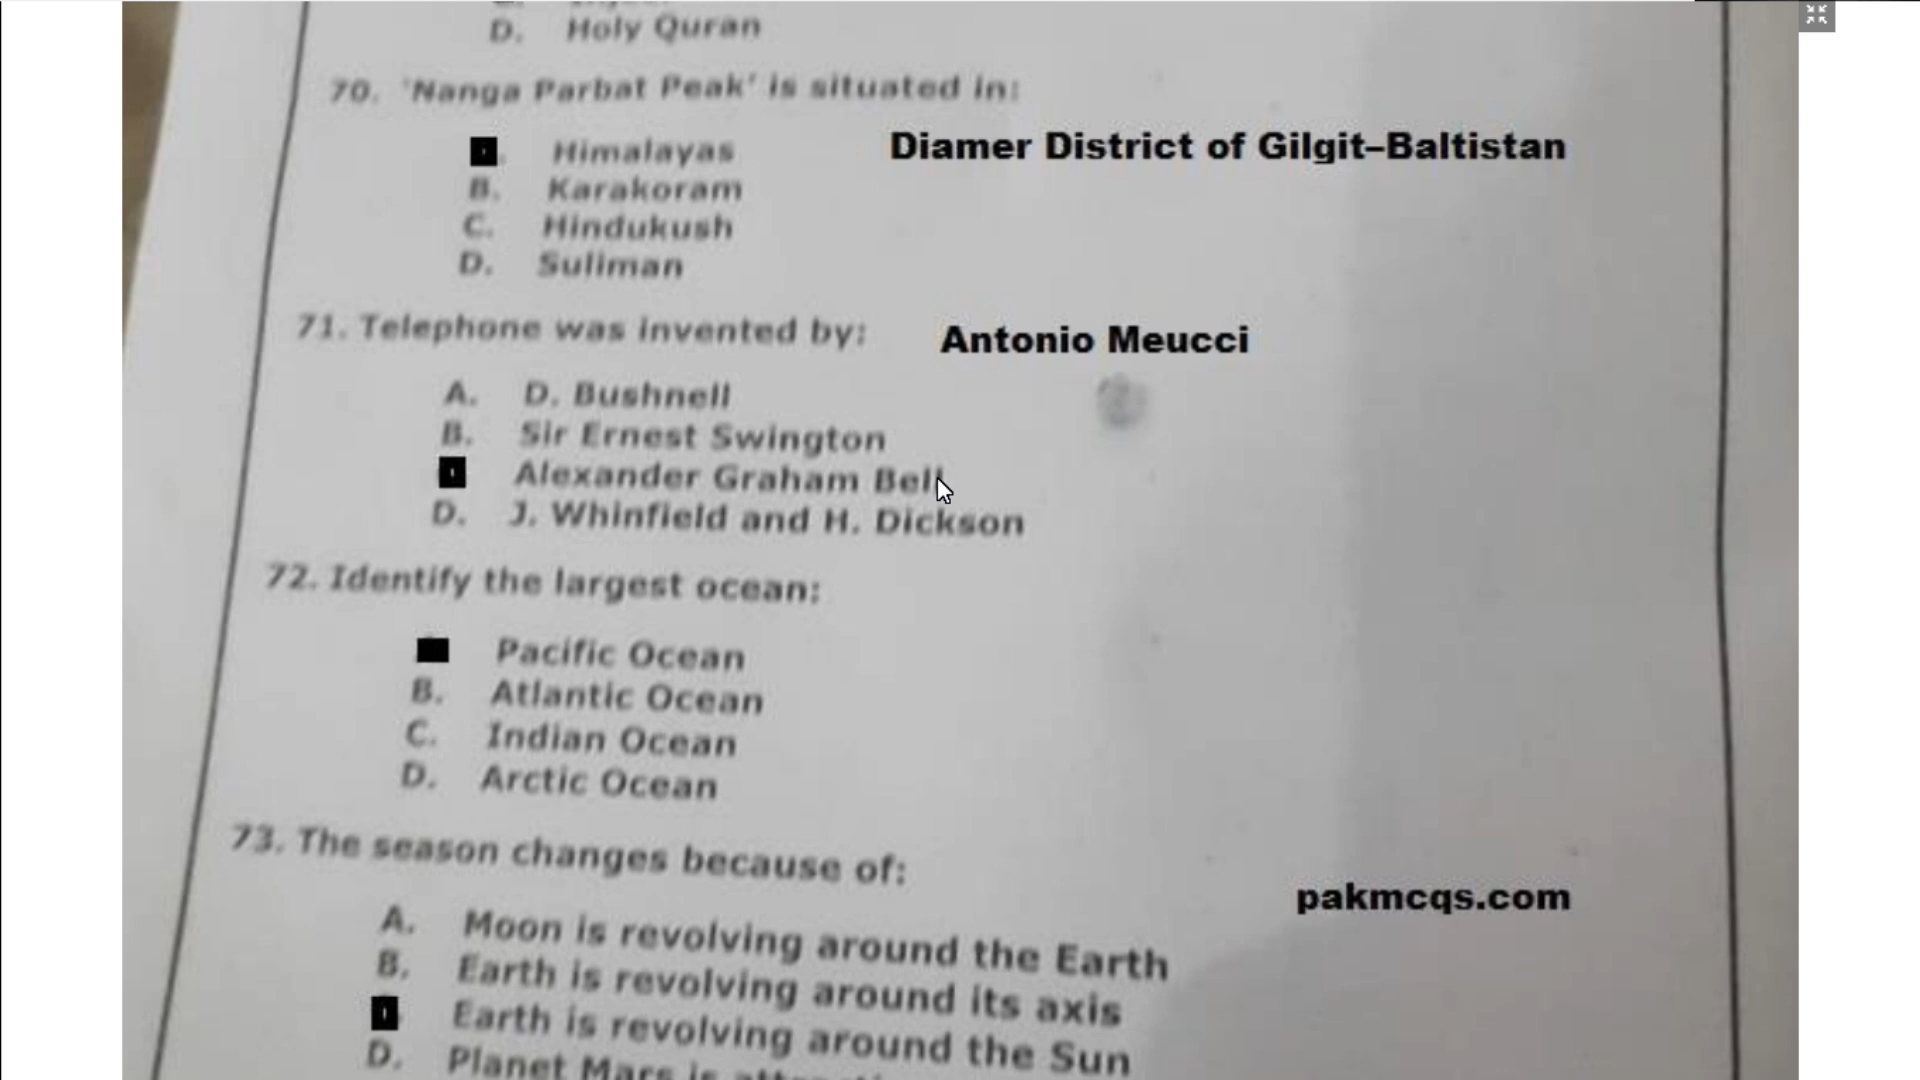 D. Holy Quran
70. 'Nanga Parbat Peak' is situated in:
Himalayas
Diamer District of Gilgit–Baltistan
B. Karakoram
C. Hindukush
D. Suliman
71. Telephone was invented by:
Antonio Meucci
A. D. Bushnell
B. Sir Ernest Swington
Alexander Graham Bell
D. J. Whinfield and H. Dickson
72. Identify the largest ocean:
Pacific Ocean
B. Atlantic Ocean
C. Indian Ocean
D. Arctic Ocean
73. The season changes because of:
pakmcqs.com
A. Moon is revolving around the Earth
B. Earth is revolving around its axis
Earth is revolving around the Sun
D. Planet Mars is